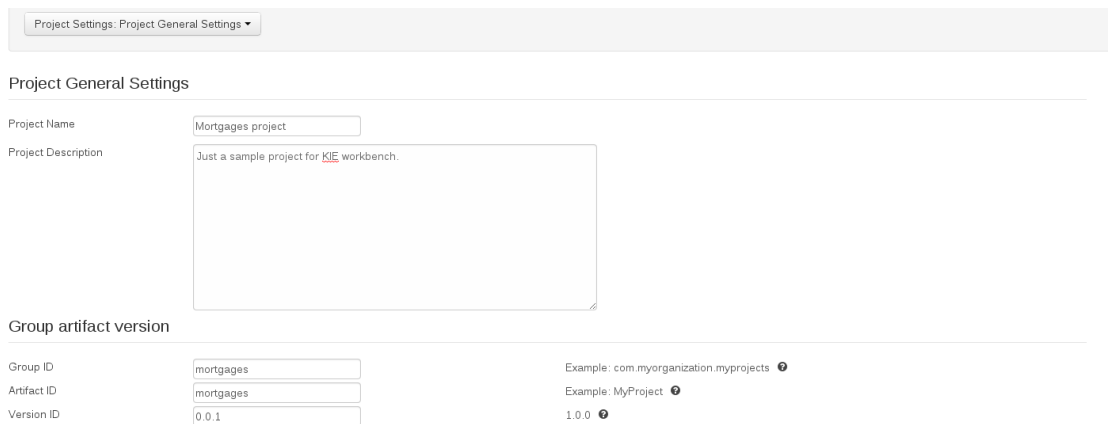 Project Settings: Project General Settings
Project General Settings
Project Name Mortgages project
Project Description Just a sample project for KIE workbench.
Group artifact version
Group ID mortgages Example: com.myorganization.myprojects
Artifact ID mortgages Example: MyProject
Version ID 0.0.1 1.0.0